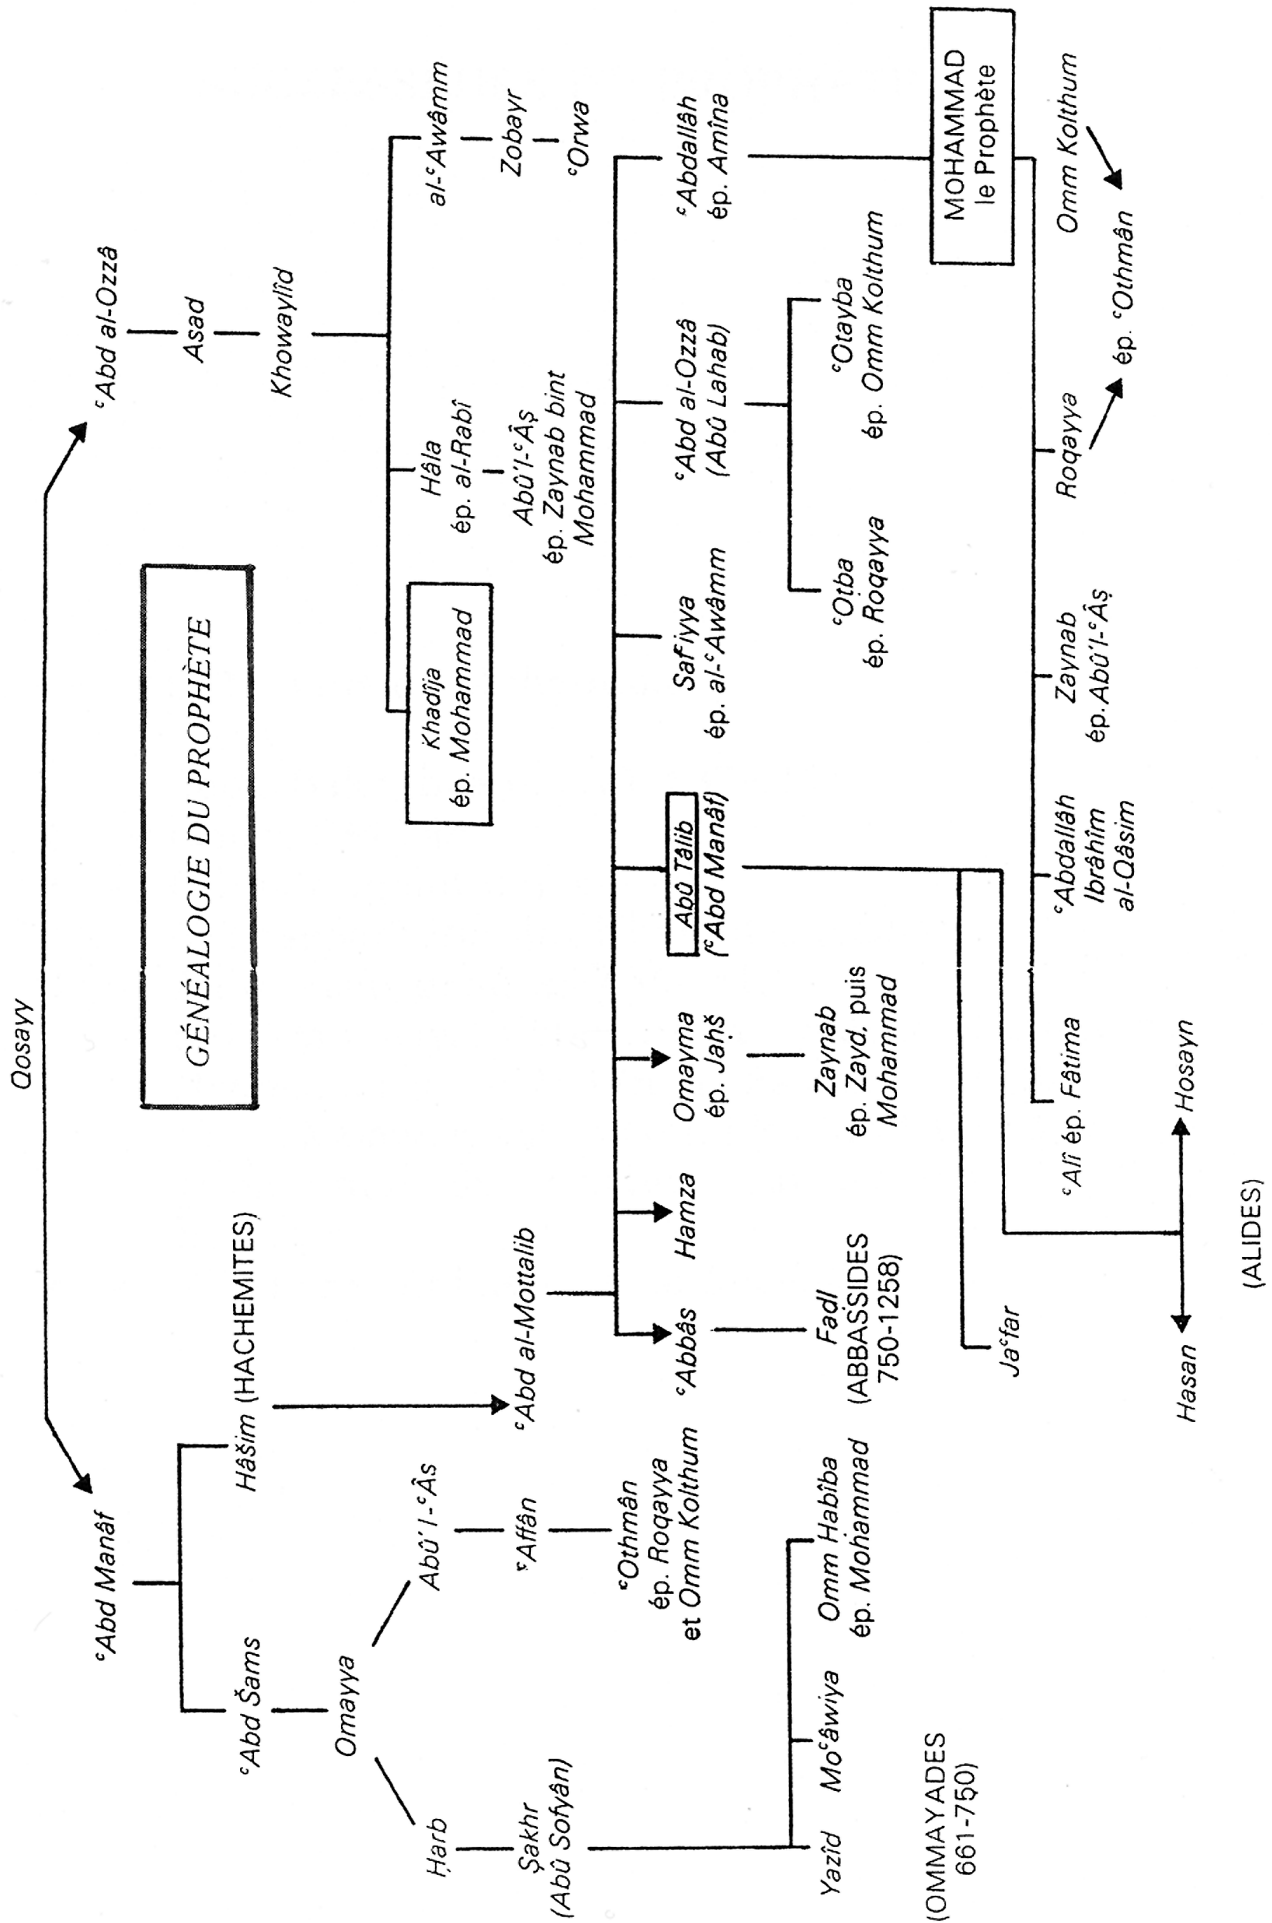 Qosayy
GÉNÉALOGIE DU PROPHÈTE
ᶜAbd Manâf
ᶜAbd al-Ozzâ
ᶜAbd Šams
Hâšim (HACHEMITES)
Asad
Omayya
Khowaylîd
Ḥarb
Abû'l-ᶜÂs
Khadîja
ép. Mohammad
Hâla
ép. al-Rabî
al-ᶜAwâmm
Ṣakhr
(Abû Sofyân)
ᶜAffân
ᶜAbd al-Mottalib
Abû'l-ᶜÂṣ
ép. Zaynab bint
Mohammad
Zobayr
ᶜOrwa
ᶜOthmân
ép. Roqayya
et Omm Kolthum
ᶜAbbâs
Hamza
Omayma
ép. Jaḥš
Abû Tâlib
(ᶜAbd Manâf)
Safiyya
ép. al-ᶜAwâmm
ᶜAbd al-Ozzâ
(Abû Lahab)
ᶜAbdallâh
ép. Amîna
Yazîd
Moᶜâwiya
Omm Habîba
ép. Mohammad
Fadl
(ABBASSIDES
750-1258)
Zaynab
ép. Zayd, puis
Mohammad
ᶜOtba
ép. Roqayya
ᶜOtayba
ép. Omm Kolthum
(OMMAYADES
661-750)
MOHAMMAD
le Prophète
Jaᶜfar
ᶜAlî ép. Fâtima
ᶜAbdallâh
Ibrâhîm
al-Qâsim
Zaynab
ép. Abû'l-ᶜÂṣ
Roqayya
Omm Kolthum
ép. ᶜOthmân
Hasan
Hosayn
(ALIDES)